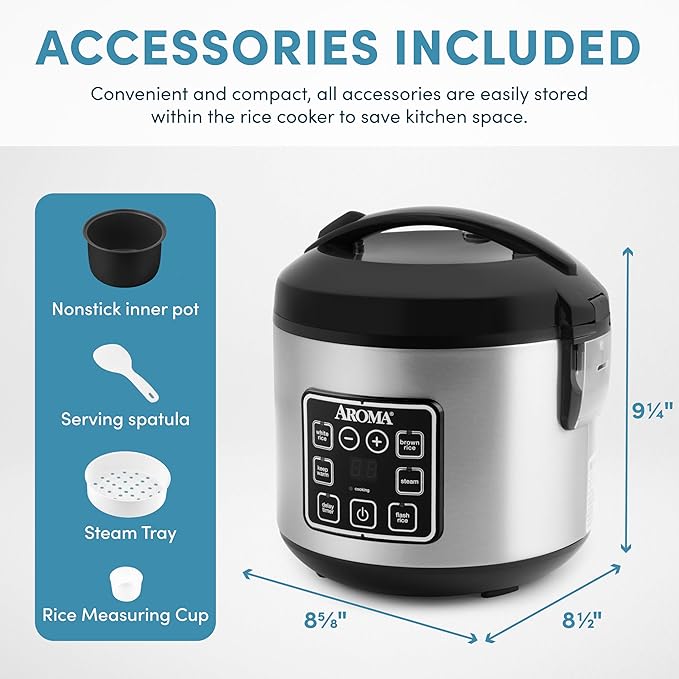 ACCESSORIES INCLUDED
Convenient and compact, all accessories are easily stored
within the rice cooker to save kitchen space.
Nonstick inner pot
Serving spatula
Steam Tray
Rice Measuring Cup
AROMA®
white
rice
brown
rice
keep
warm
88
steam
cooking
delay
timer
flash
rice
9¼"
8⅝"
8½"